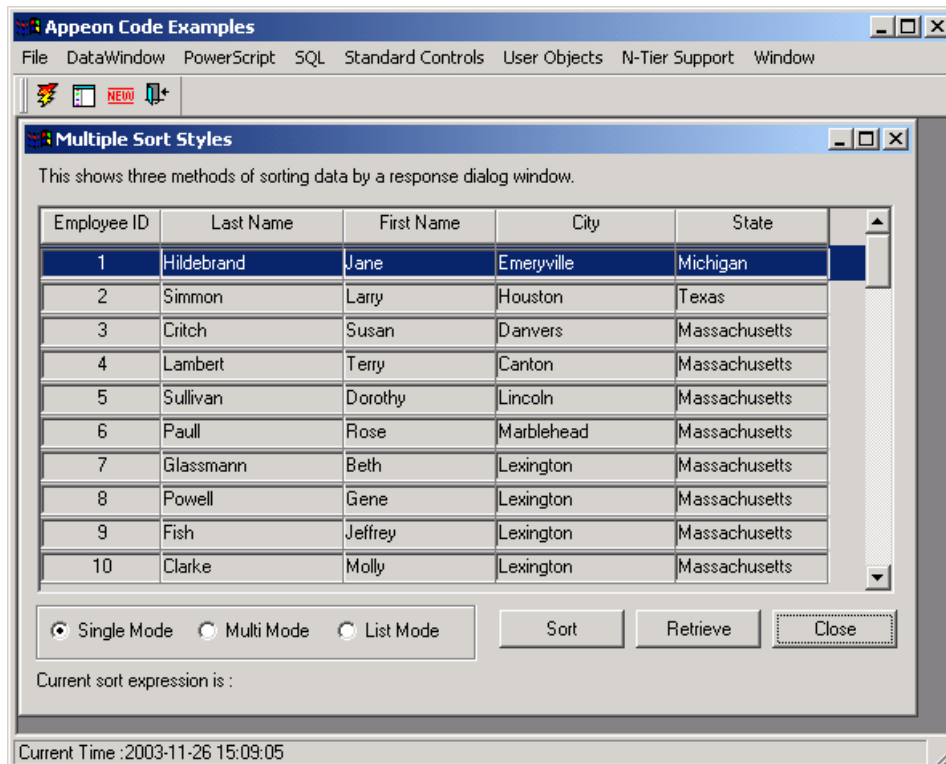 Appeon Code Examples
File DataWindow PowerScript SQL Standard Controls User Objects N-Tier Support Window
NEW
Multiple Sort Styles
This shows three methods of sorting data by a response dialog window.
Employee ID Last Name First Name City State
1 Hildebrand Jane Emeryville Michigan
2 Simmon Larry Houston Texas
3 Critch Susan Danvers Massachusetts
4 Lambert Terry Canton Massachusetts
5 Sullivan Dorothy Lincoln Massachusetts
6 Paull Rose Marblehead Massachusetts
7 Glassmann Beth Lexington Massachusetts
8 Powell Gene Lexington Massachusetts
9 Fish Jeffrey Lexington Massachusetts
10 Clarke Molly Lexington Massachusetts
Single Mode Multi Mode List Mode Sort Retrieve Close
Current sort expression is :
Current Time :2003-11-26 15:09:05